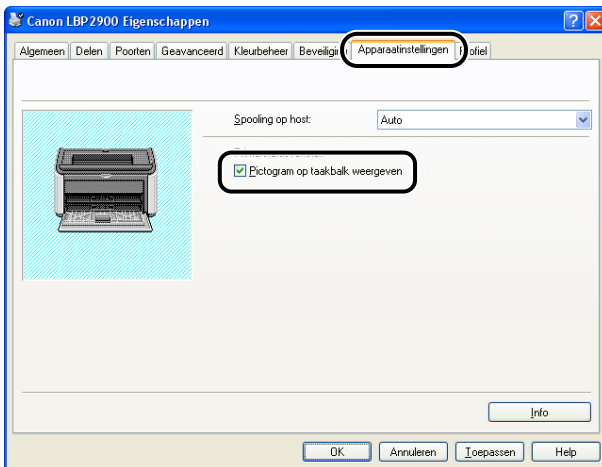 Canon LBP2900 Eigenschappen
Algemeen Delen Poorten Geavanceerd Kleurbeheer Apparaatinstellingen
Spooling op host: Auto
Pictogram op taakbalk weergeven
Info
OK Annuleren Toepassen Help